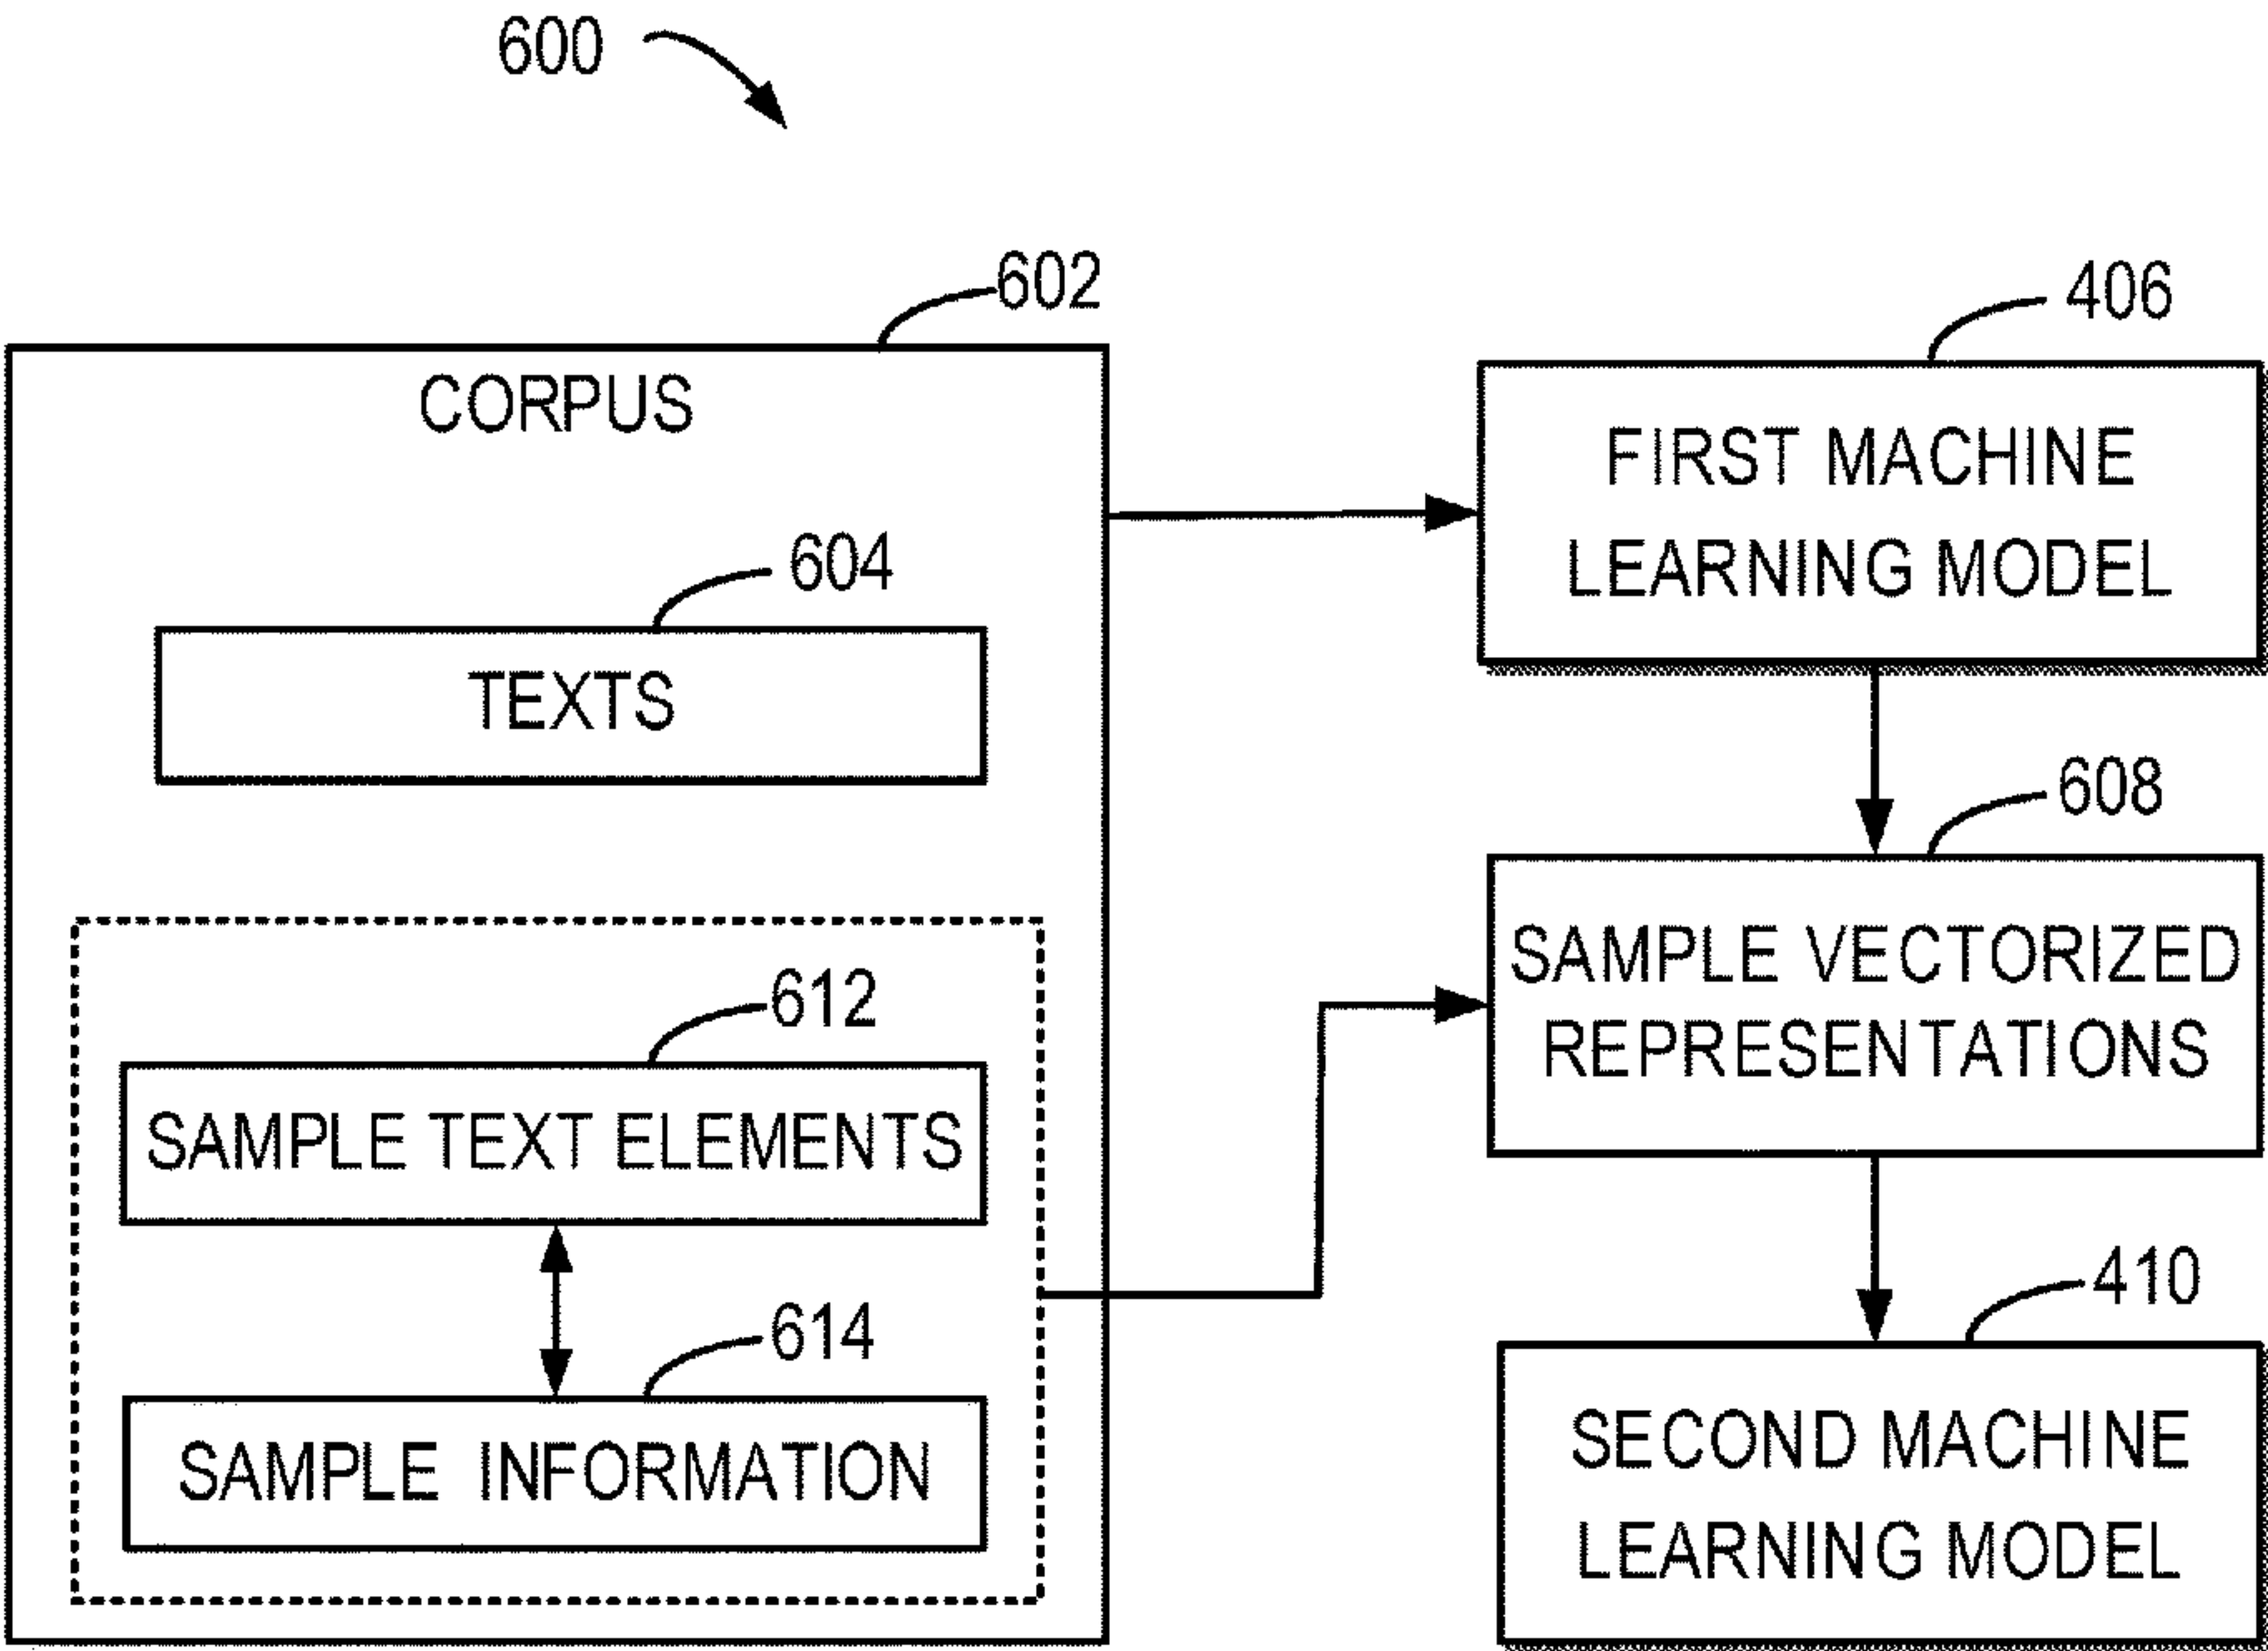 600
602
CORPUS
604
TEXTS
612
SAMPLE TEXT ELEMENTS
614
SAMPLE INFORMATION
406
FIRST MACHINE
LEARNING MODEL
608
SAMPLE VECTORIZED
REPRESENTATIONS
410
SECOND MACHINE
LEARNING MODEL